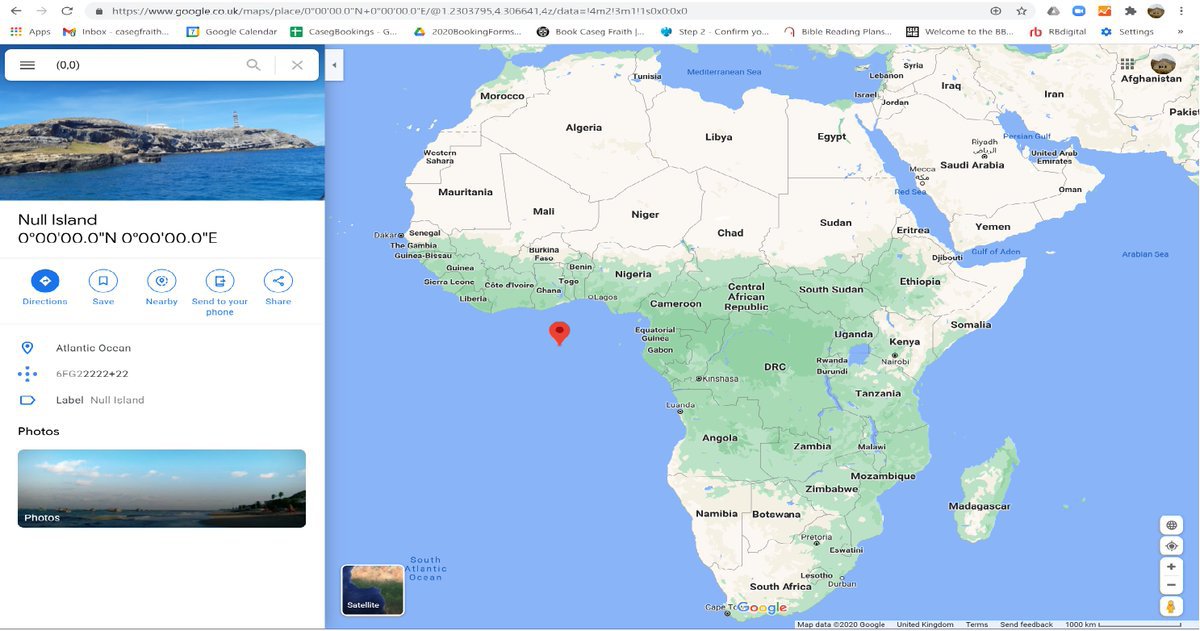 https://www.google.co.uk/maps/place/0°00'00.0"N+0°00'00.0"E/@1.2303795,4.306641,4z/data=!4m2!3m1!1s0x0:0x0
Apps Inbox - casegfraith... Google Calendar CasegBookings - G... 2020BookingForms... Book Caseg Fraith |... Step 2 - Confirm yo... Bible Reading Plans... Welcome to the BB... RBdigital Settings »
(0,0)
Null Island
0°00'00.0"N 0°00'00.0"E
Directions
Save
Nearby
Send to your
phone
Share
Atlantic Ocean
6FG22222+22
Label Null Island
Photos
Photos
Mediterranean Sea
Tunisia
Morocco
Algeria
Libya
Egypt
Western
Sahara
Mauritania
Mali
Niger
Chad
Sudan
Syria
Lebanon
Israel
Jordan
Iraq
Iran
Afghanistan
Pakist
Persian Gulf
Riyadh
الرياض
Saudi Arabia
United Arab
Emirates
Mecca
مكة
Oman
Red Sea
Yemen
Eritrea
Gulf of Aden
Djibouti
Arabian Sea
Dakar
Senegal
The Gambia
Guinea-Bissau
Guinea
Sierra Leone
Liberia
Côte d'Ivoire
Burkina
Faso
Ghana
Togo
Benin
Lagos
Nigeria
Cameroon
Central
African
Republic
South Sudan
Ethiopia
Somalia
Equatorial
Guinea
Gabon
DRC
Uganda
Kenya
Nairobi
Rwanda
Burundi
Kinshasa
Tanzania
Luanda
Angola
Zambia
Malawi
Mozambique
Zimbabwe
Madagascar
Namibia
Botswana
Pretoria
Eswatini
Lesotho
Durban
South Africa
Cape To
Google
South
Atlantic
Ocean
Satellite
Map data ©2020 Google United Kingdom Terms Send feedback 1000 km